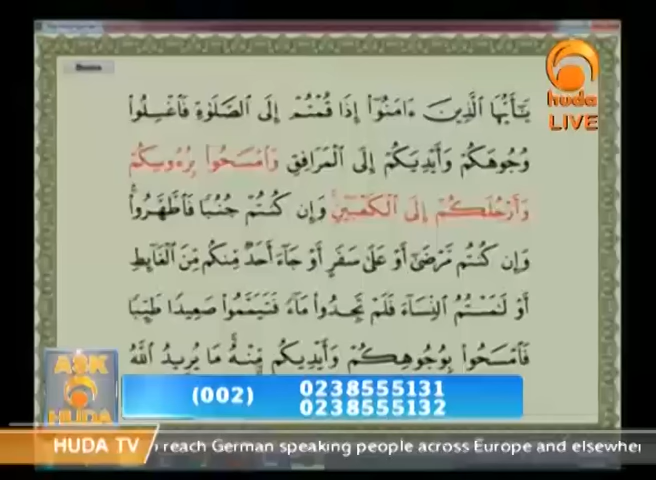 يَـٰٓأَيُّهَا ٱلَّذِينَ ءَامَنُوٓا۟ إِذَا قُمْتُمْ إِلَى ٱلصَّلَوٰةِ فَٱغْسِلُوا۟
وُجُوهَكُمْ وَأَيْدِيَكُمْ إِلَى ٱلْمَرَافِقِ وَٱمْسَحُوا۟ بِرُءُوسِكُمْ
وَأَرْجُلَكُمْ إِلَى ٱلْكَعْبَيْنِ ۚ وَإِن كُنتُمْ جُنُبًا فَٱطَّهَّرُوا۟ ۚ
وَإِن كُنتُم مَّرْضَىٰٓ أَوْ عَلَىٰ سَفَرٍ أَوْ جَآءَ أَحَدٌ مِّنكُم مِّنَ ٱلْغَآئِطِ
أَوْ لَـٰمَسْتُمُ ٱلنِّسَآءَ فَلَمْ تَجِدُوا۟ مَآءً فَتَيَمَّمُوا۟ صَعِيدًا طَيِّبًا
فَٱمْسَحُوا۟ بِوُجُوهِكُمْ وَأَيْدِيكُم مِّنْهُ ۚ مَا يُرِيدُ ٱللَّهُ
huda
LIVE
ASK
HUDA
(002) 0238555131
0238555132
HUDA TV o reach German speaking people across Europe and elsewher